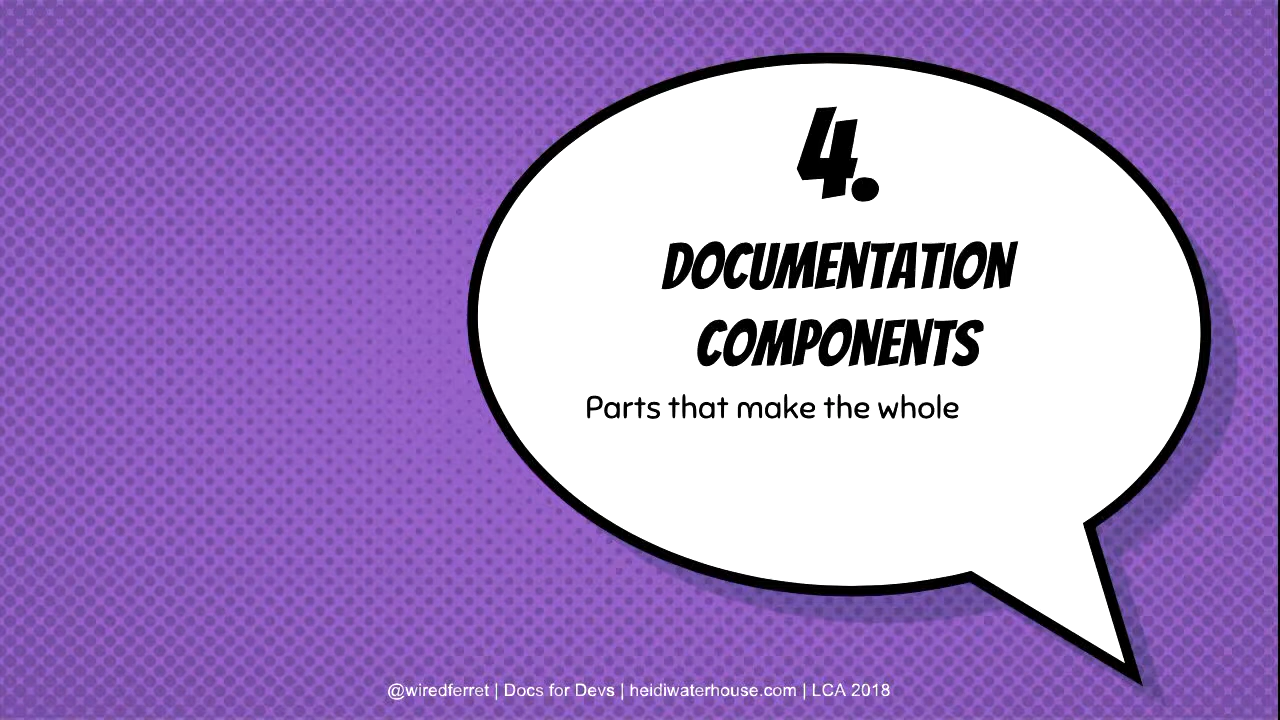 4.
DOCUMENTATION
COMPONENTS
Parts that make the whole
@wiredferret | Docs for Devs | heidiwaterhouse.com | LCA 2018